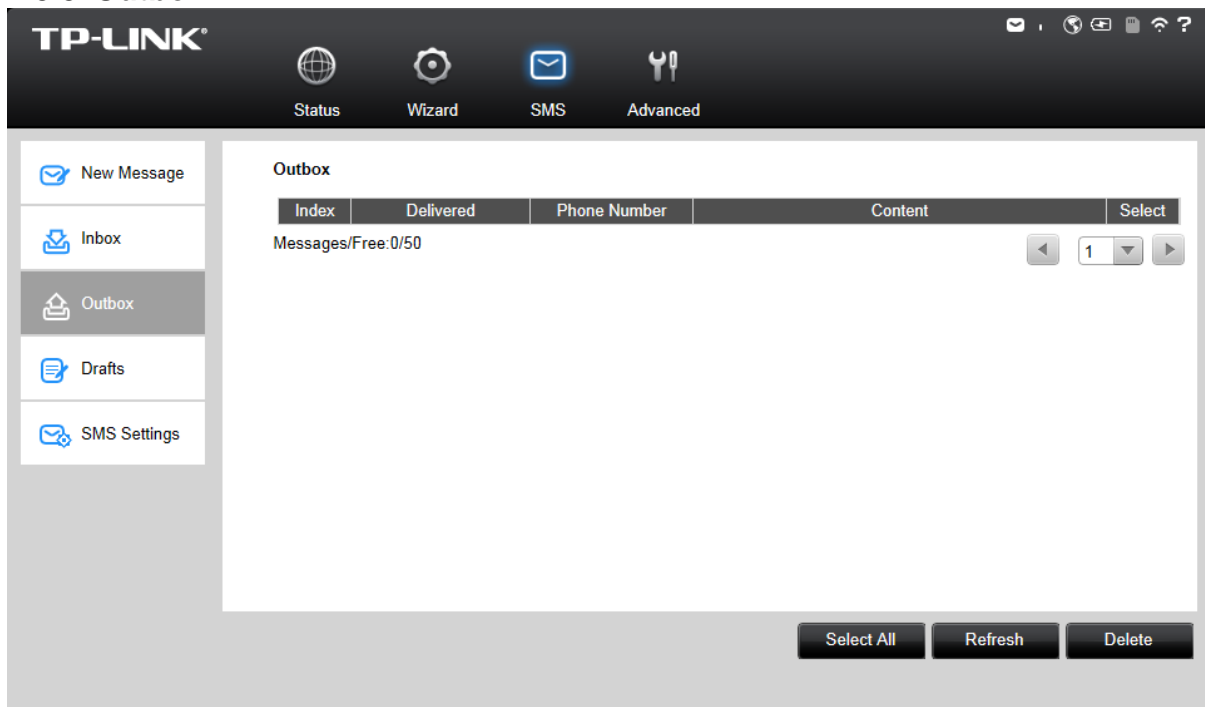 TP-LINK®
Status Wizard SMS Advanced
New Message
Inbox
Outbox
Drafts
SMS Settings
Outbox
Index Delivered Phone Number Content Select
Messages/Free:0/50
1
Select All Refresh Delete